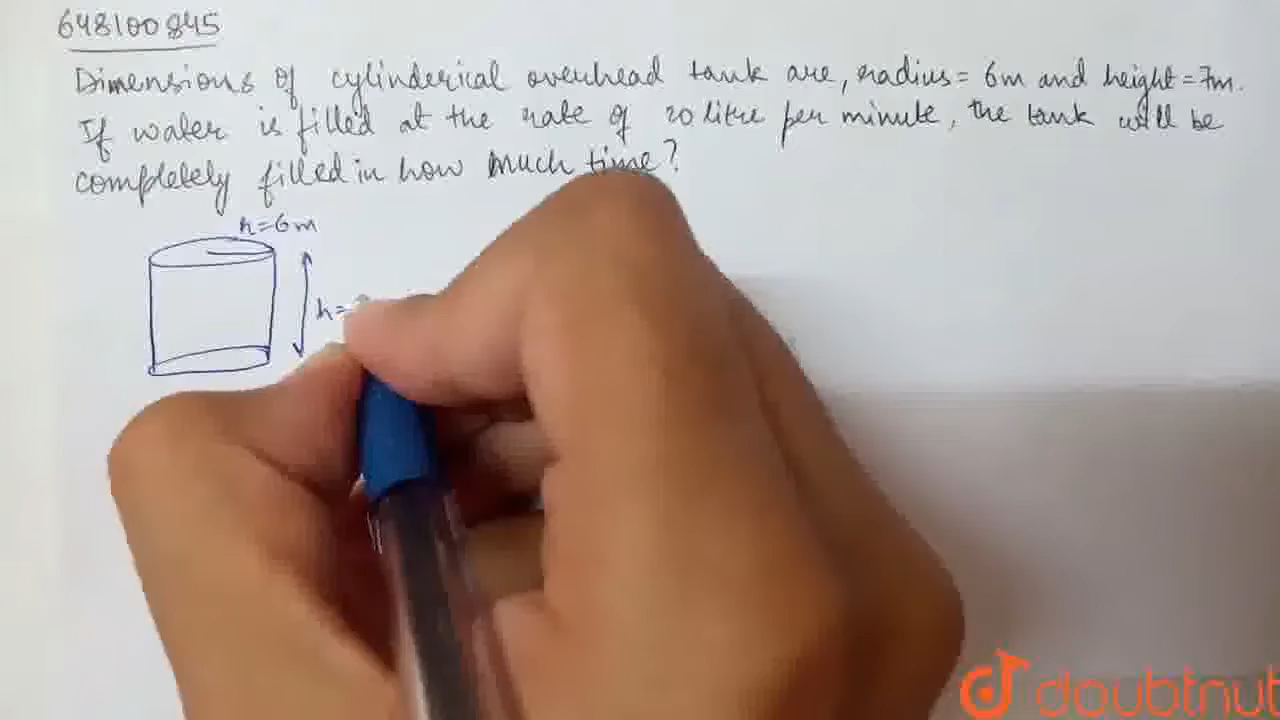 648100845
Dimensions of cylinderical overhead tank are, radius = 6m and height = 7m.
If water is filled at the rate of 20 litre per minute, the tank will be
completely filled in how much time?
r=6m
h=
doubtnut